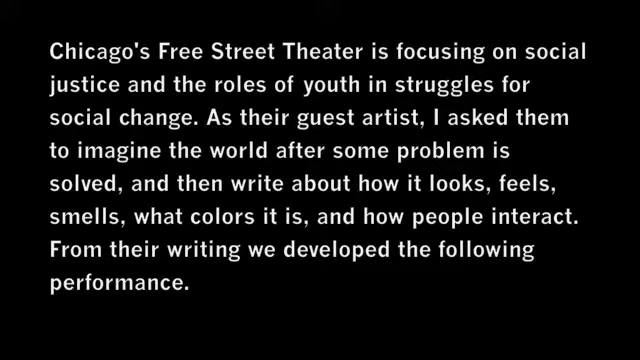 Chicago's Free Street Theater is focusing on social
justice and the roles of youth in struggles for
social change. As their guest artist, I asked them
to imagine the world after some problem is
solved, and then write about how it looks, feels,
smells, what colors it is, and how people interact.
From their writing we developed the following
performance.